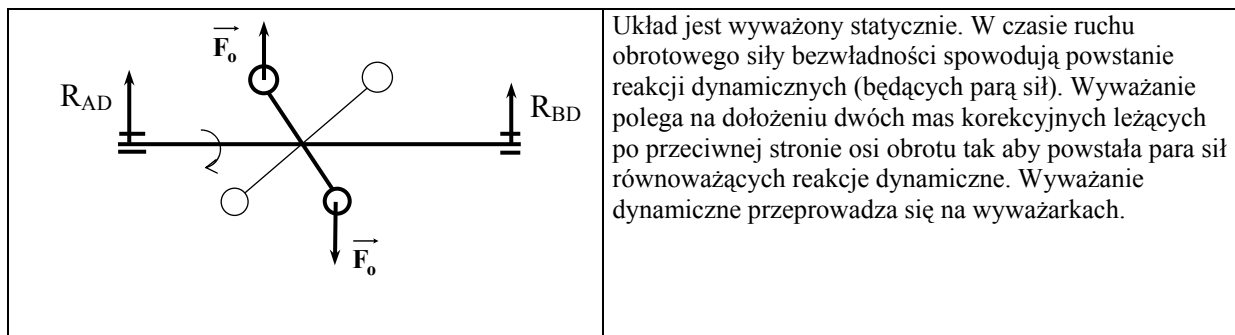 F₀
R_AD
R_BD
F₀
Układ jest wyważony statycznie. W czasie ruchu
obrotowego siły bezwładności spowodują powstanie
reakcji dynamicznych (będących parą sił). Wyważanie
polega na dołożeniu dwóch mas korekcyjnych leżących
po przeciwnej stronie osi obrotu tak aby powstała para sił
równoważących reakcje dynamiczne. Wyważanie
dynamiczne przeprowadza się na wyważarkach.